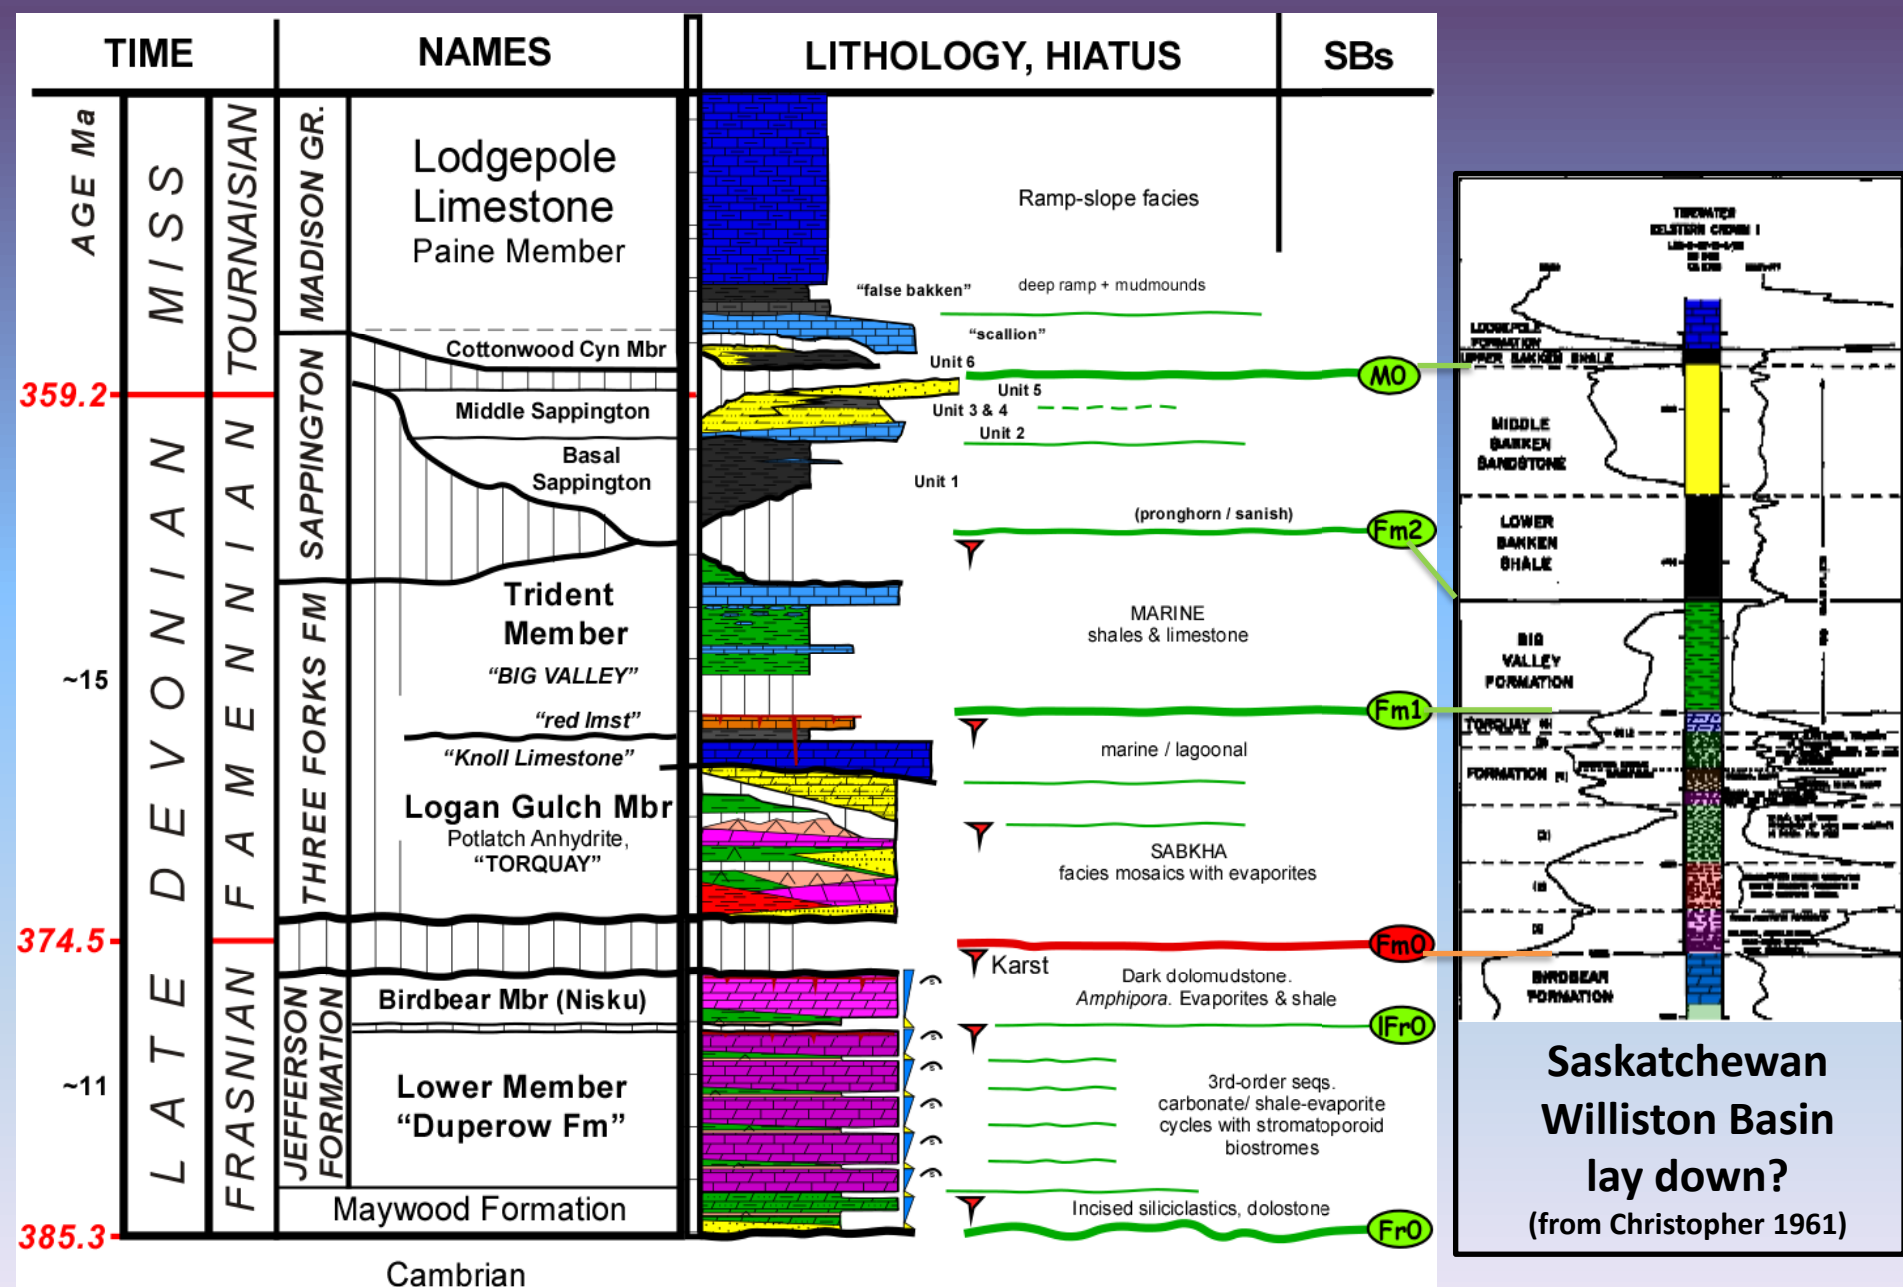 TIME
NAMES
LITHOLOGY, HIATUS
SBs
AGE Ma
359.2
~15
374.5
~11
385.3
MISS
LATE DEVONIAN
TOURNAISIAN
FAMENNIAN
FRASNIAN
MADISON GR.
SAPPINGTON
THREE FORKS FM
JEFFERSON
FORMATION
Lodgepole
Limestone
Paine Member
Cottonwood Cyn Mbr
Middle Sappington
Basal
Sappington
Trident
Member
"BIG VALLEY"
"red lmst"
"Knoll Limestone"
Logan Gulch Mbr
Potlatch Anhydrite,
"TORQUAY"
Birdbear Mbr (Nisku)
Lower Member
"Duperow Fm"
Maywood Formation
Cambrian
Ramp-slope facies
"false bakken"
deep ramp + mudmounds
"scallion"
Unit 6
M0
Unit 5
Unit 3 & 4
Unit 2
Unit 1
(pronghorn / sanish)
Fm2
MARINE
shales & limestone
Fm1
marine / lagoonal
SABKHA
facies mosaics with evaporites
Fm0
Karst
Dark dolomudstone.
Amphipora. Evaporites & shale
lFr0
3rd-order seqs.
carbonate/ shale-evaporite
cycles with stromatoporoid
biostromes
Incised siliciclastics, dolostone
Fr0
TIDEWATER
LODGEPOLE
FORMATION
UPPER BAKKEN SHALE
MIDDLE
BAKKEN
SANDSTONE
LOWER
BAKKEN
SHALE
BIG
VALLEY
FORMATION
TORQUAY
FORMATION
BIRDBEAR
FORMATION
Saskatchewan
Williston Basin
lay down?
(from Christopher 1961)